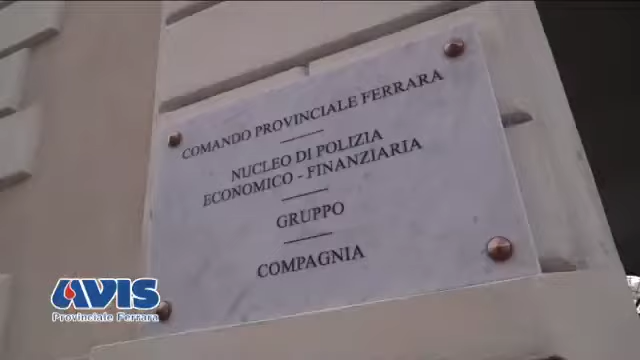 COMANDO PROVINCIALE FERRARA
NUCLEO DI POLIZIA
ECONOMICO - FINANZIARIA
GRUPPO
COMPAGNIA
AVIS
Provinciale Ferrara